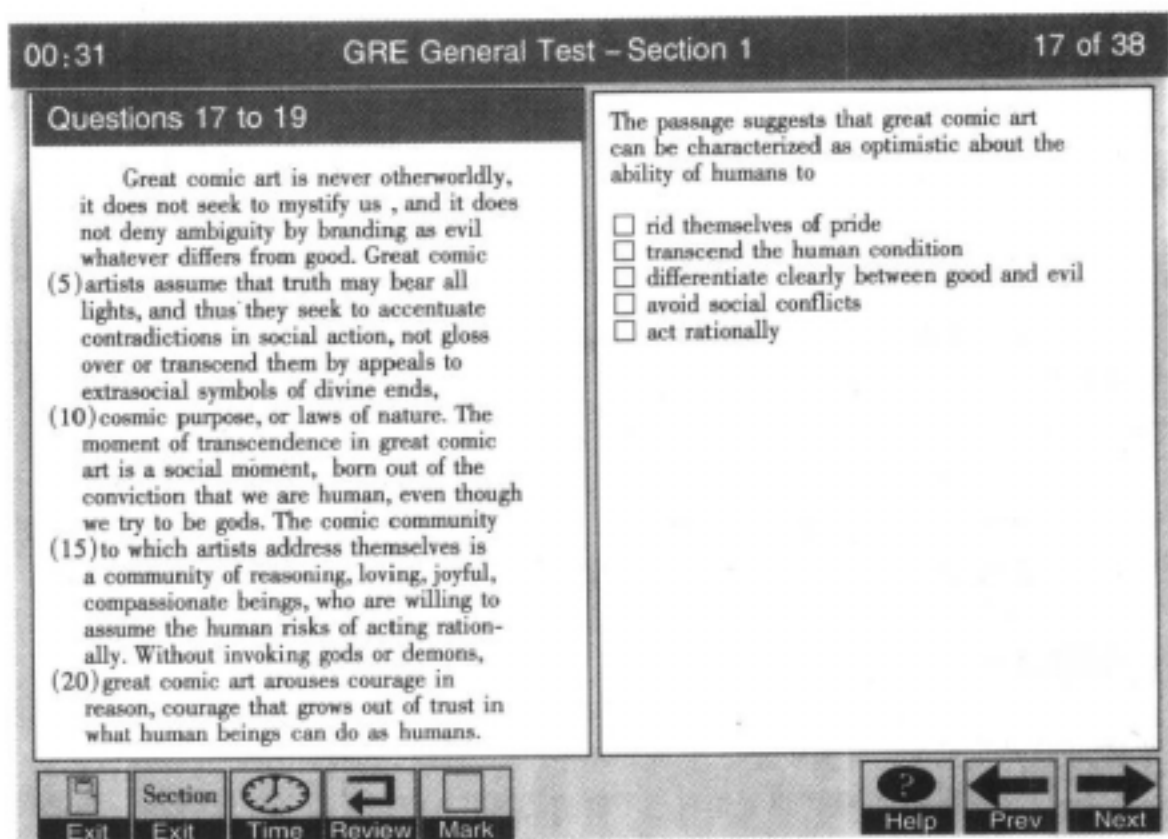 00:31 GRE General Test – Section 1 17 of 38
Questions 17 to 19
Great comic art is never otherworldly,
it does not seek to mystify us , and it does
not deny ambiguity by branding as evil
whatever differs from good. Great comic
(5)artists assume that truth may bear all
lights, and thus they seek to accentuate
contradictions in social action, not gloss
over or transcend them by appeals to
extrasocial symbols of divine ends,
(10)cosmic purpose, or laws of nature. The
moment of transcendence in great comic
art is a social moment, born out of the
conviction that we are human, even though
we try to be gods. The comic community
(15)to which artists address themselves is
a community of reasoning, loving, joyful,
compassionate beings, who are willing to
assume the human risks of acting ration-
ally. Without invoking gods or demons,
(20)great comic art arouses courage in
reason, courage that grows out of trust in
what human beings can do as humans.
The passage suggests that great comic art
can be characterized as optimistic about the
ability of humans to
rid themselves of pride
transcend the human condition
differentiate clearly between good and evil
avoid social conflicts
act rationally
Section
?
Exit Exit Time Review Mark Help Prev Next